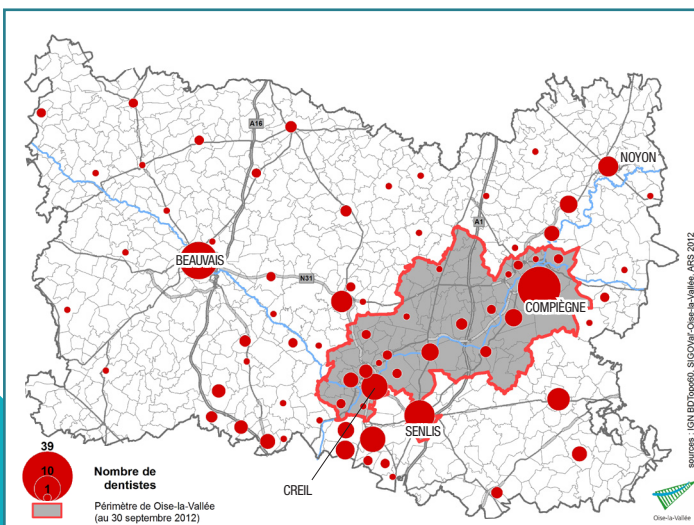 A16
NOYON
A1
BEAUVAIS
N31
COMPIÈGNE
SENLIS
CREIL
39
10
1
Nombre de
dentistes
Périmètre de Oise-la-Vallée
(au 30 septembre 2012)
sources : IGN BDTopo60, SIGOVal²-Oise-la-Vallée, ARS 2012
Oise-la-Vallée